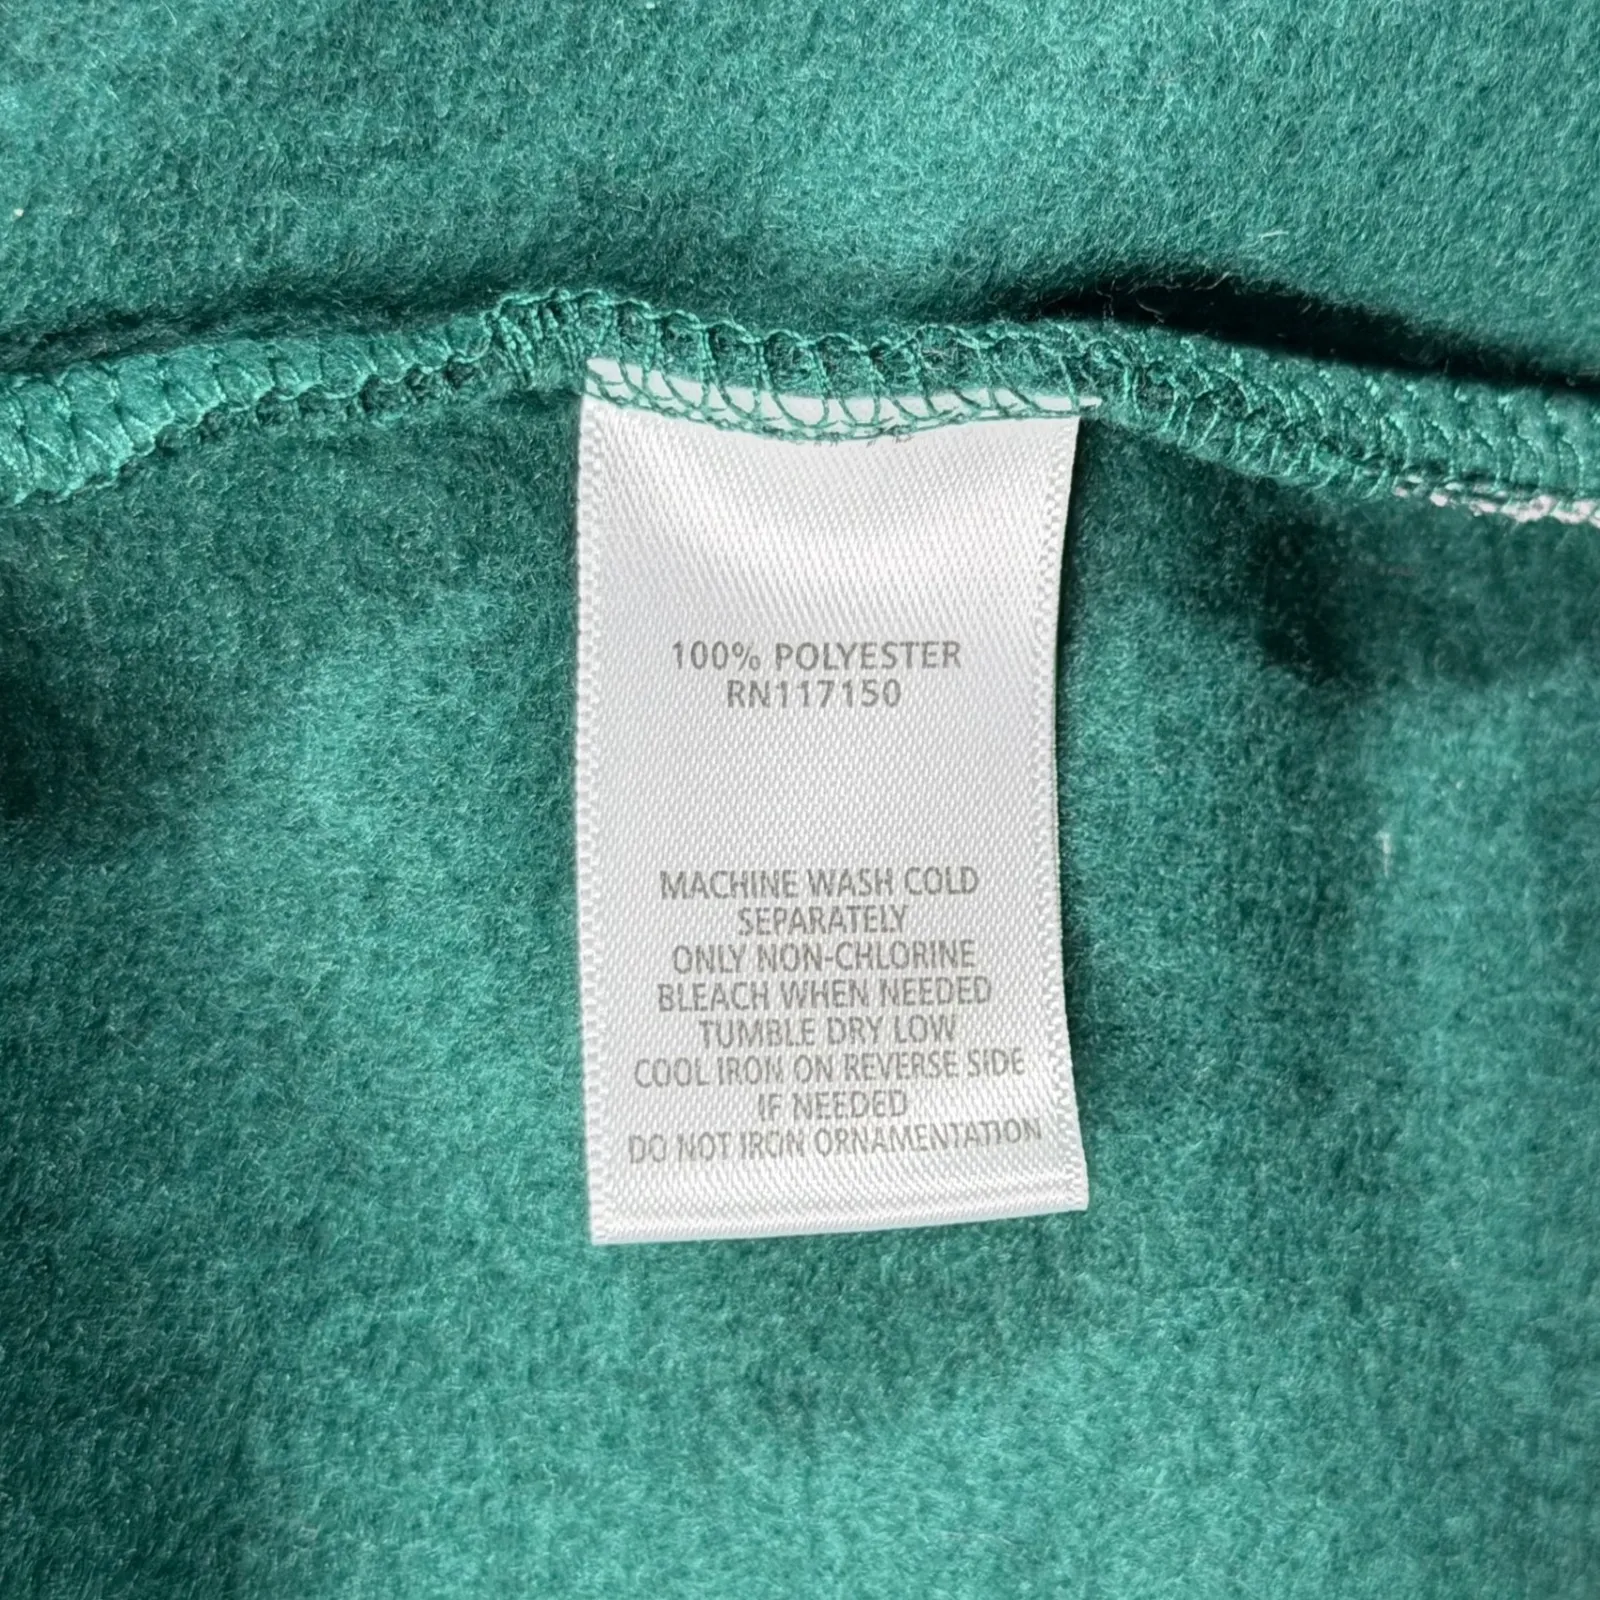 100% POLYESTER
RN117150
MACHINE WASH COLD
SEPARATELY
ONLY NON-CHLORINE
BLEACH WHEN NEEDED
TUMBLE DRY LOW
COOL IRON ON REVERSE SIDE
IF NEEDED
DO NOT IRON ORNAMENTATION